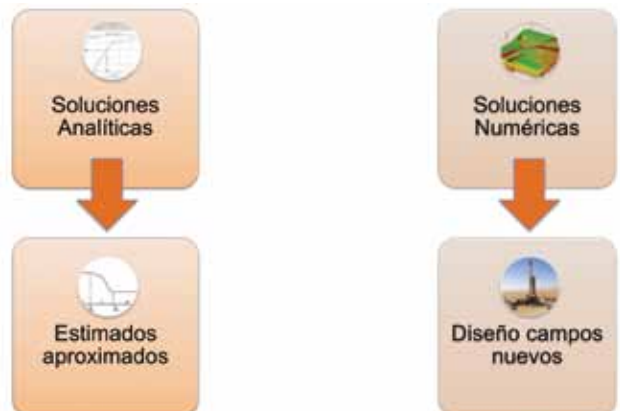 Soluciones
Analíticas
Soluciones
Numéricas
Estimados
aproximados
Diseño campos
nuevos